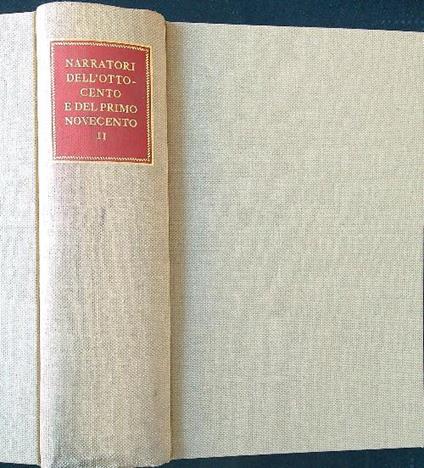 NARRATORI
DELL'OTTO-
CENTO
E DEL PRIMO
NOVECENTO
II